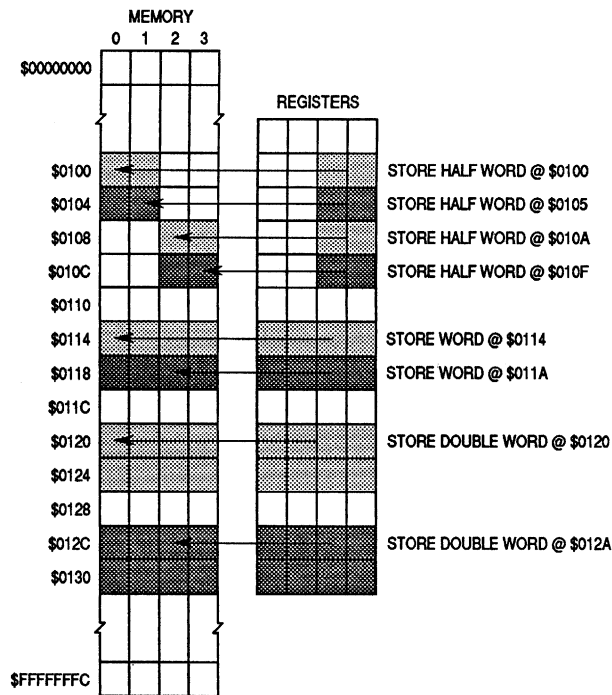 MEMORY
0 1 2 3
$00000000
REGISTERS
$0100 STORE HALF WORD @ $0100
$0104 STORE HALF WORD @ $0105
$0108 STORE HALF WORD @ $010A
$010C STORE HALF WORD @ $010F
$0110
$0114 STORE WORD @ $0114
$0118 STORE WORD @ $011A
$011C
$0120 STORE DOUBLE WORD @ $0120
$0124
$0128
$012C STORE DOUBLE WORD @ $012A
$0130
$FFFFFFFC